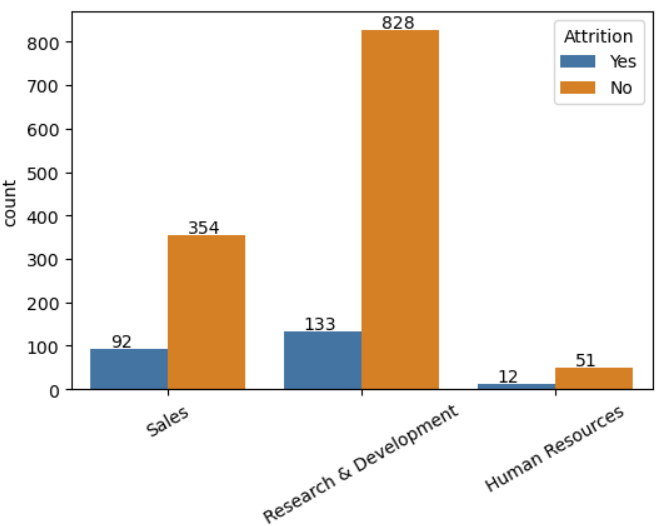 828
Attrition
Yes
No
800
700
600
500
400
300
200
100
0
count
354
92
133
12
51
Sales
Research & Development
Human Resources